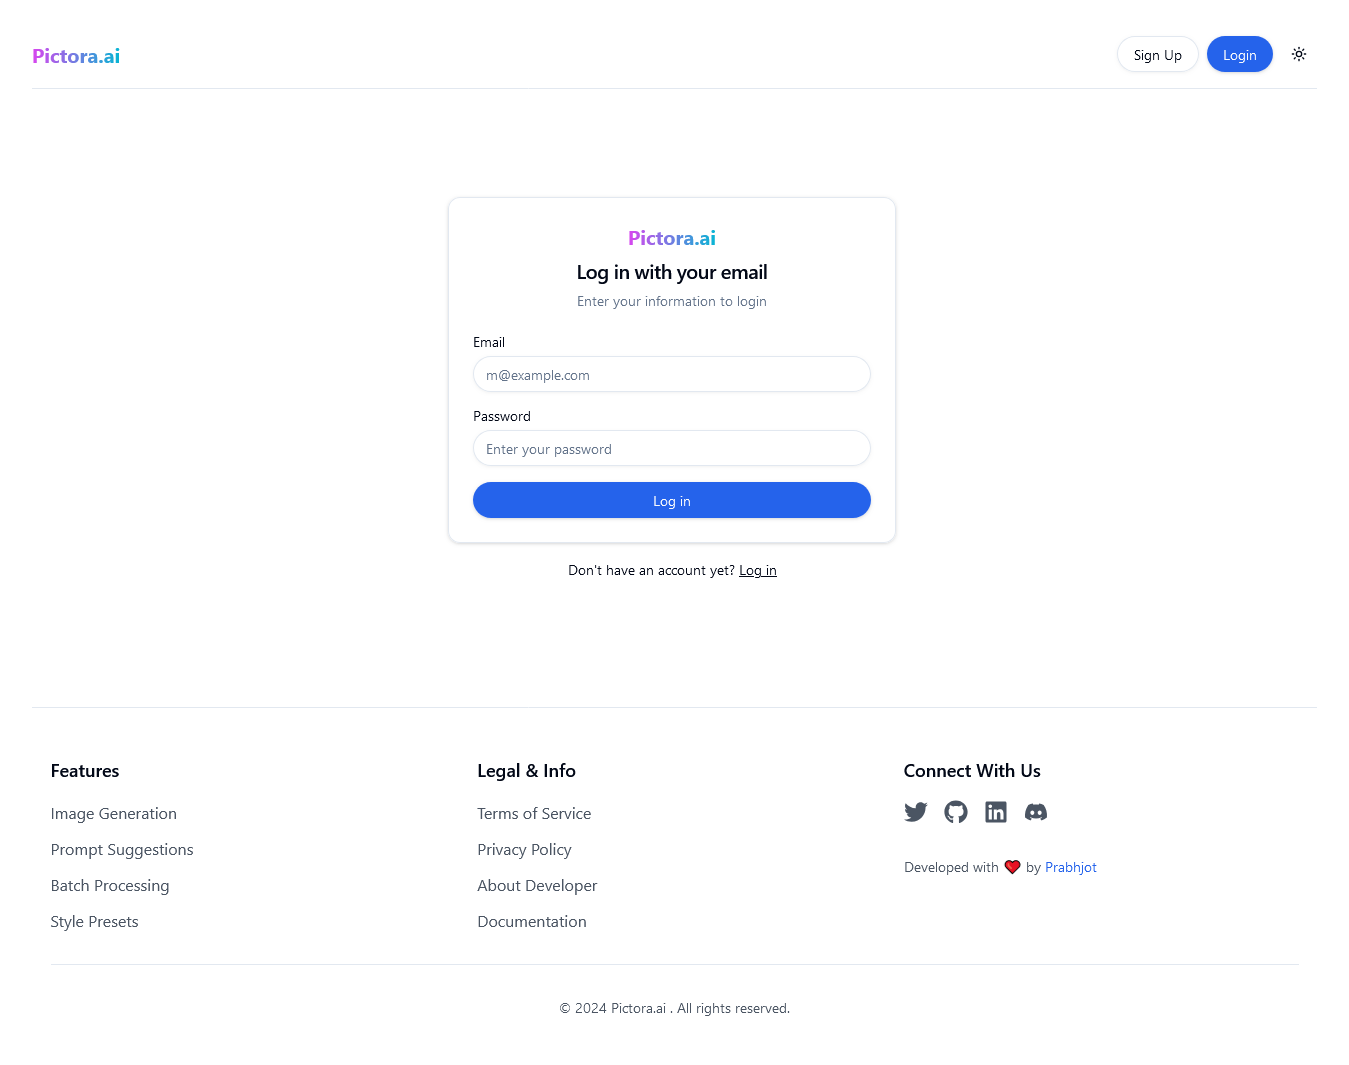 Pictora.ai
Sign Up
Login
Pictora.ai
Log in with your email
Enter your information to login
Email
m@example.com
Password
Enter your password
Log in
Don't have an account yet? Log in
Features
Image Generation
Prompt Suggestions
Batch Processing
Style Presets
Legal & Info
Terms of Service
Privacy Policy
About Developer
Documentation
Connect With Us
Developed with ❤️ by Prabhjot
© 2024 Pictora.ai . All rights reserved.